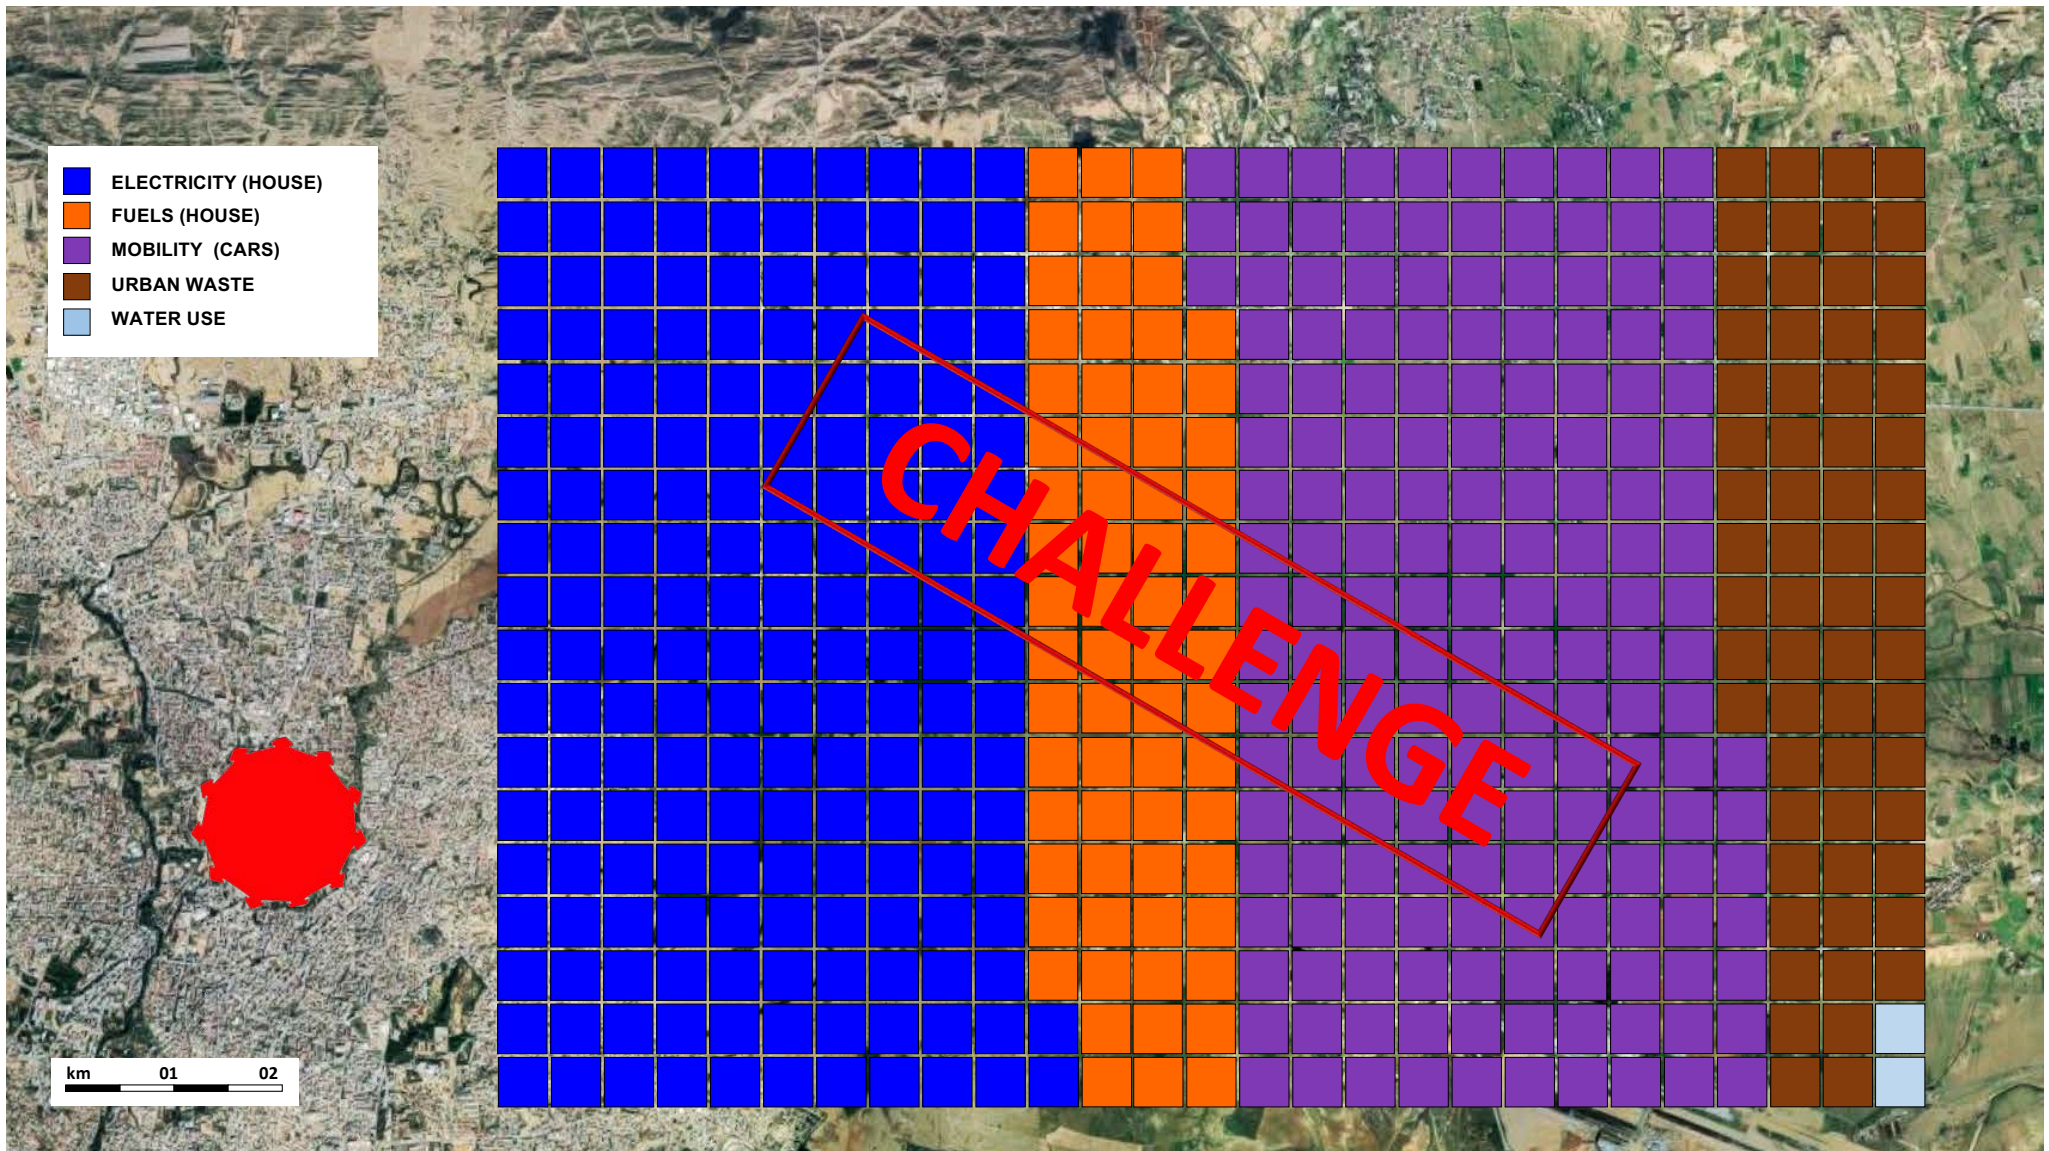 ELECTRICITY (HOUSE)
FUELS (HOUSE)
MOBILITY (CARS)
URBAN WASTE
WATER USE
CHALLENGE
km 01 02